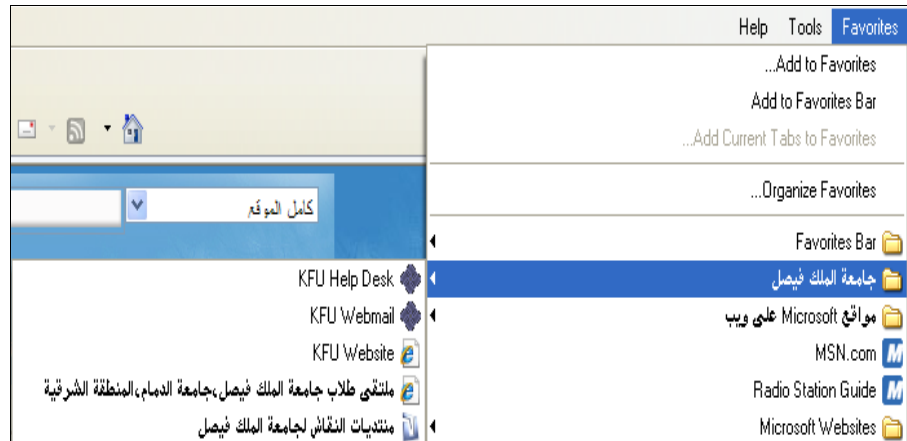 Favorites Tools Help
Add to Favorites...
Add to Favorites Bar
Add Current Tabs to Favorites...
Organize Favorites...
Favorites Bar
جامعة الملك فيصل
مواقع Microsoft على ويب
MSN.com
Radio Station Guide
Microsoft Websites
كامل الموقع
KFU Help Desk
KFU Webmail
KFU Website
ملتقى طلاب جامعة الملك فيصل،جامعة الدمام،المنطقة الشرقية
منتديات النقاش لجامعة الملك فيصل